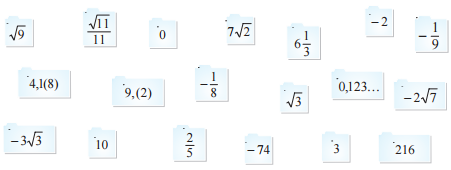 √9 √11/11 0 7√2 6 1/3 −2 −1/9
4,1(8) 9,(2) −1/8 √3 0,123... −2√7
−3√3 10 2/5 −74 3 216